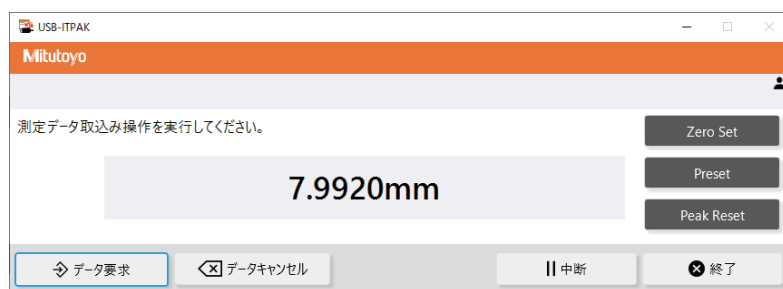 USB-ITPAK
Mitutoyo
測定データ取込み操作を実行してください。
Zero Set
7.9920mm
Preset
Peak Reset
データ要求
データキャンセル
中断
終了